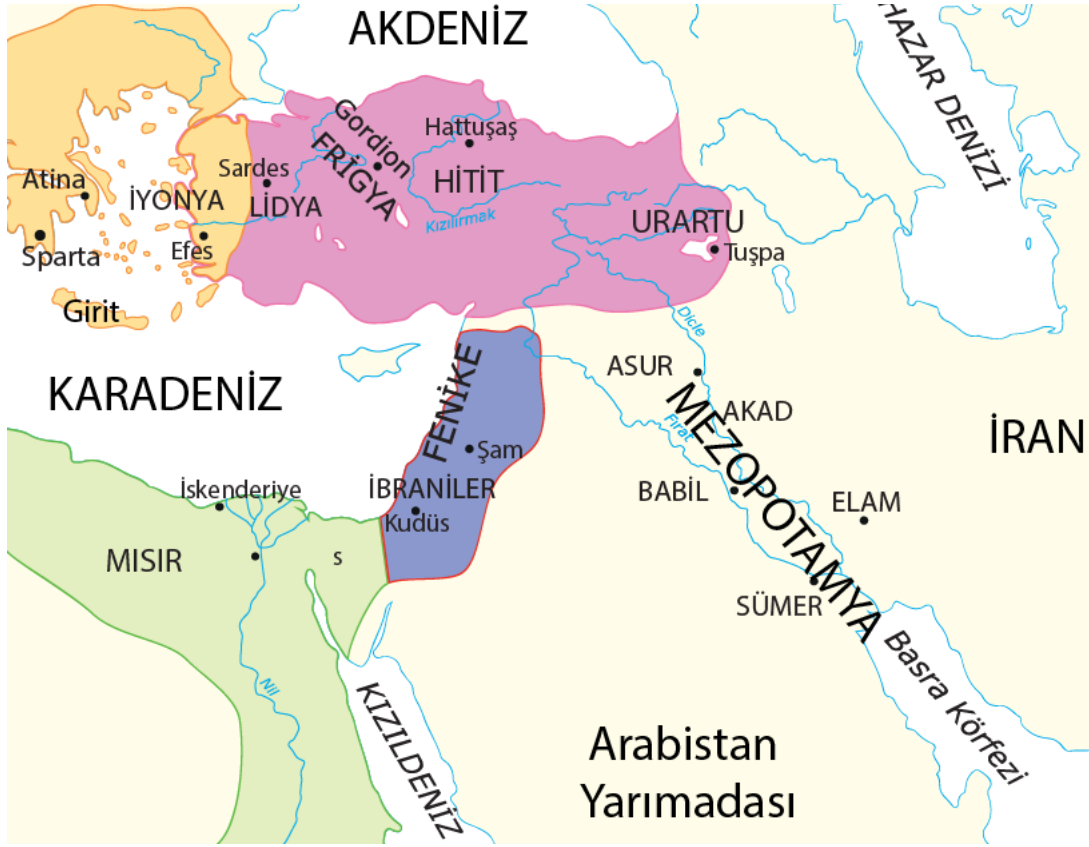 AKDENİZ
HAZAR DENİZİ
Gordion
FRİGYA
Hattuşaş
HİTİT
Kızılırmak
Atina
Sparta
Girit
İYONYA
Efes
Sardes
LİDYA
URARTU
Tuşpa
Dicle
KARADENİZ
FENİKE
Şam
İBRANİLER
Kudüs
ASUR
AKAD
Fırat
MEZOPOTAMYA
BABİL
ELAM
SÜMER
İRAN
İskenderiye
MISIR
s
Nil
KIZILDENİZ
Basra Körfezi
Arabistan
Yarımadası